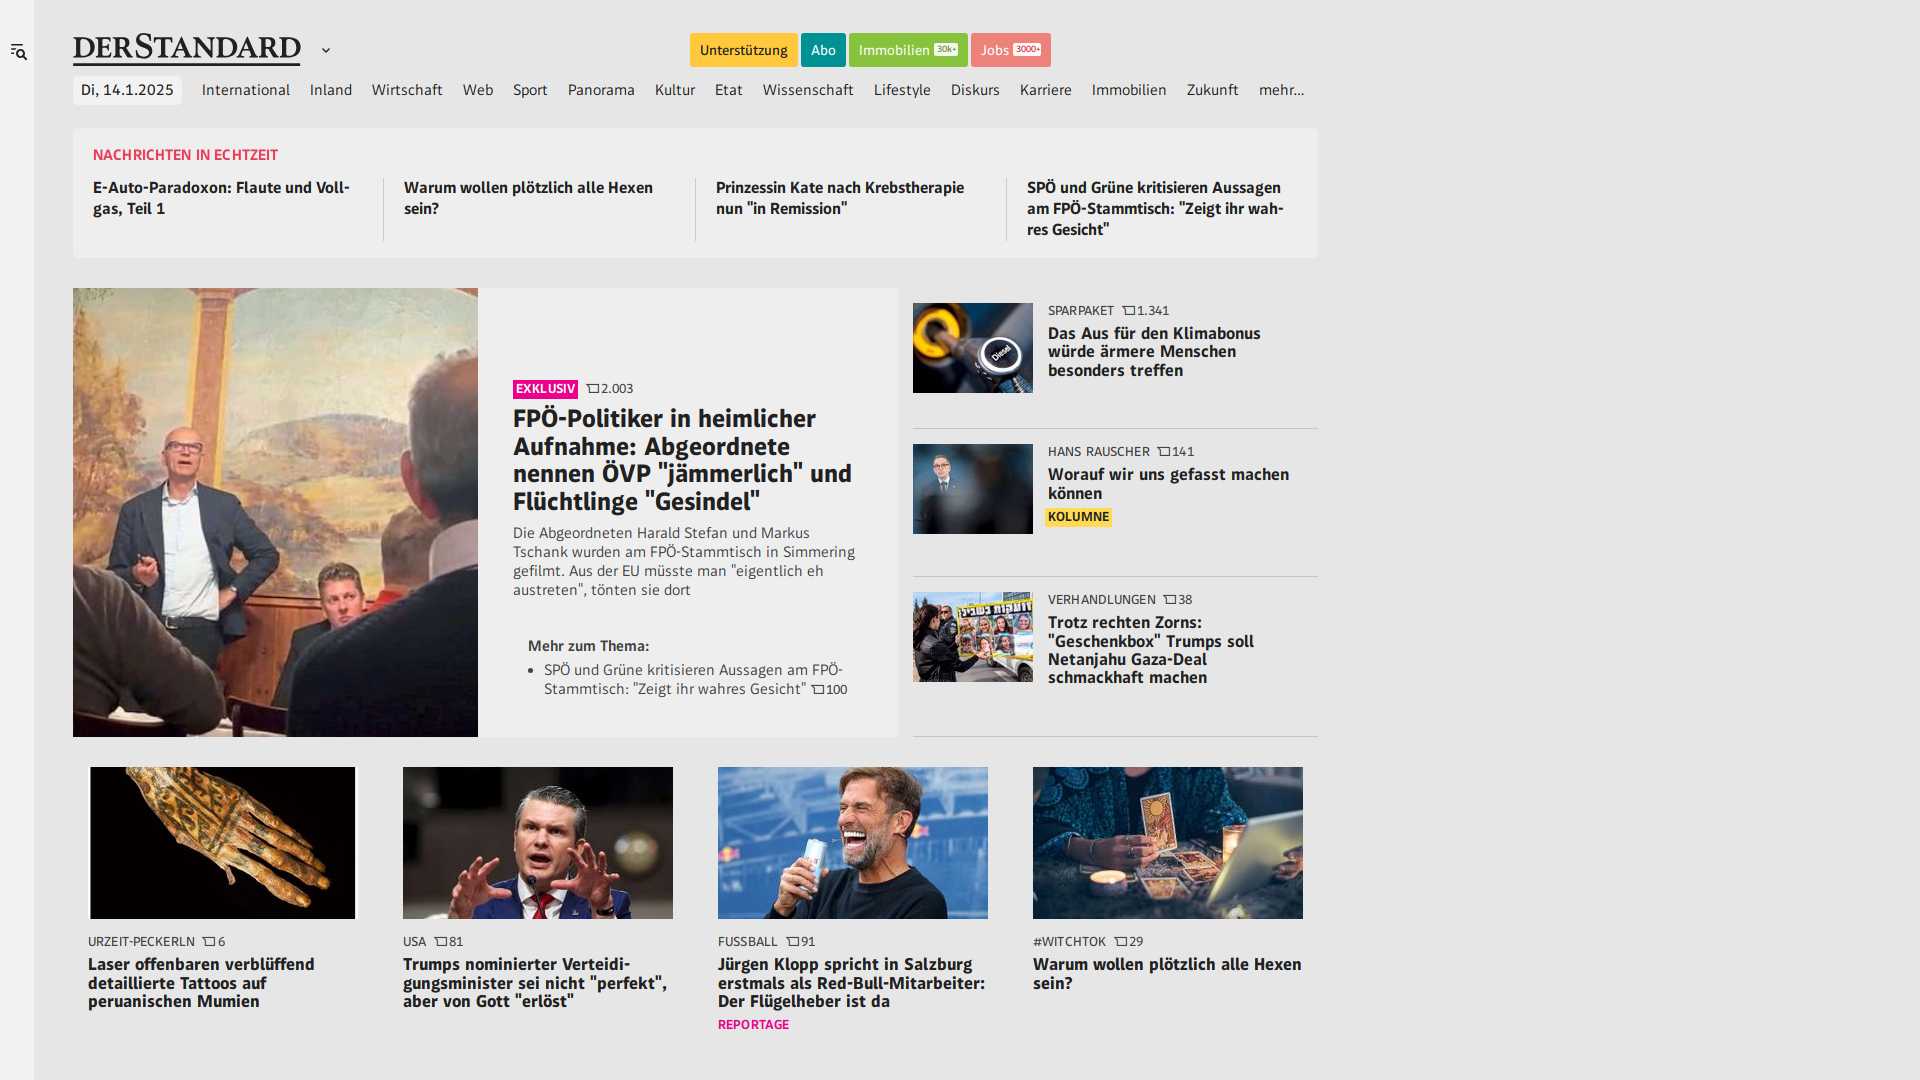 DERSTANDARD
Unterstützung
Abo
Immobilien 30k+
Jobs 3000+
Di, 14.1.2025
International
Inland
Wirtschaft
Web
Sport
Panorama
Kultur
Etat
Wissenschaft
Lifestyle
Diskurs
Karriere
Immobilien
Zukunft
mehr…
NACHRICHTEN IN ECHTZEIT
E-Auto-Paradoxon: Flaute und Voll-
gas, Teil 1
Warum wollen plötzlich alle Hexen
sein?
Prinzessin Kate nach Krebstherapie
nun "in Remission"
SPÖ und Grüne kritisieren Aussagen
am FPÖ-Stammtisch: "Zeigt ihr wah-
res Gesicht"
EXKLUSIV 2.003
FPÖ-Politiker in heimlicher
Aufnahme: Abgeordnete
nennen ÖVP "jämmerlich" und
Flüchtlinge "Gesindel"
Die Abgeordneten Harald Stefan und Markus
Tschank wurden am FPÖ-Stammtisch in Simmering
gefilmt. Aus der EU müsste man "eigentlich eh
austreten", tönten sie dort
Mehr zum Thema:
SPÖ und Grüne kritisieren Aussagen am FPÖ-
Stammtisch: "Zeigt ihr wahres Gesicht" 100
Diesel
SPARPAKET 1.341
Das Aus für den Klimabonus
würde ärmere Menschen
besonders treffen
HANS RAUSCHER 141
Worauf wir uns gefasst machen
können
KOLUMNE
VERHANDLUNGEN 38
Trotz rechten Zorns:
"Geschenkbox" Trumps soll
Netanjahu Gaza-Deal
schmackhaft machen
URZEIT-PECKERLN 6
Laser offenbaren verblüffend
detaillierte Tattoos auf
peruanischen Mumien
USA 81
Trumps nominierter Verteidi-
gungsminister sei nicht "perfekt",
aber von Gott "erlöst"
FUSSBALL 91
Jürgen Klopp spricht in Salzburg
erstmals als Red-Bull-Mitarbeiter:
Der Flügelheber ist da
REPORTAGE
#WITCHTOK 29
Warum wollen plötzlich alle Hexen
sein?